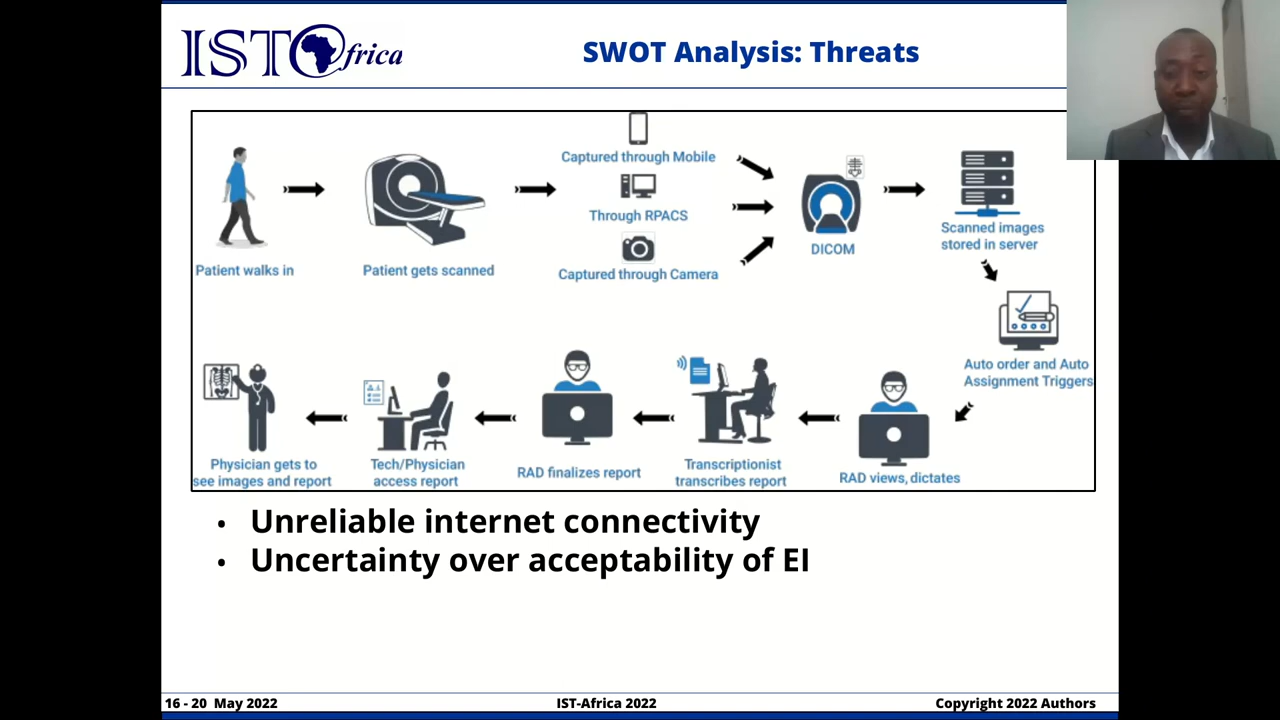 IST Africa
SWOT Analysis: Threats
Captured through Mobile
Through RPACS
Captured through Camera
Patient walks in
Patient gets scanned
DICOM
Scanned images
stored in server
Auto order and Auto
Assignment Triggers
Physician gets to
see images and report
Tech/Physician
access report
RAD finalizes report
Transcriptionist
transcribes report
RAD views, dictates
• Unreliable internet connectivity
• Uncertainty over acceptability of EI
16 - 20 May 2022
IST-Africa 2022
Copyright 2022 Authors